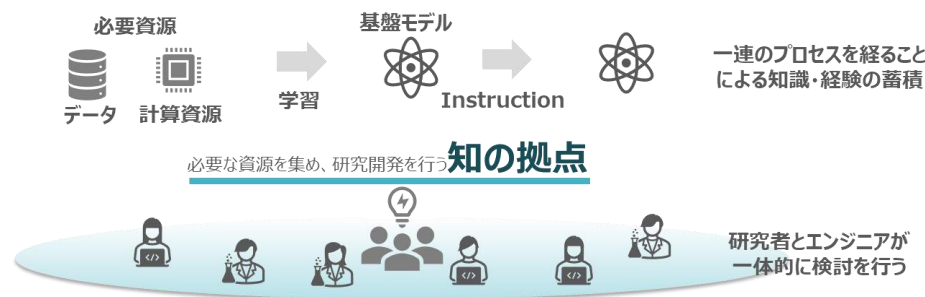 必要資源
データ
計算資源
学習
基盤モデル
Instruction
一連のプロセスを経ること
による知識・経験の蓄積
必要な資源を集め、研究開発を行う知の拠点
研究者とエンジニアが
一体的に検討を行う